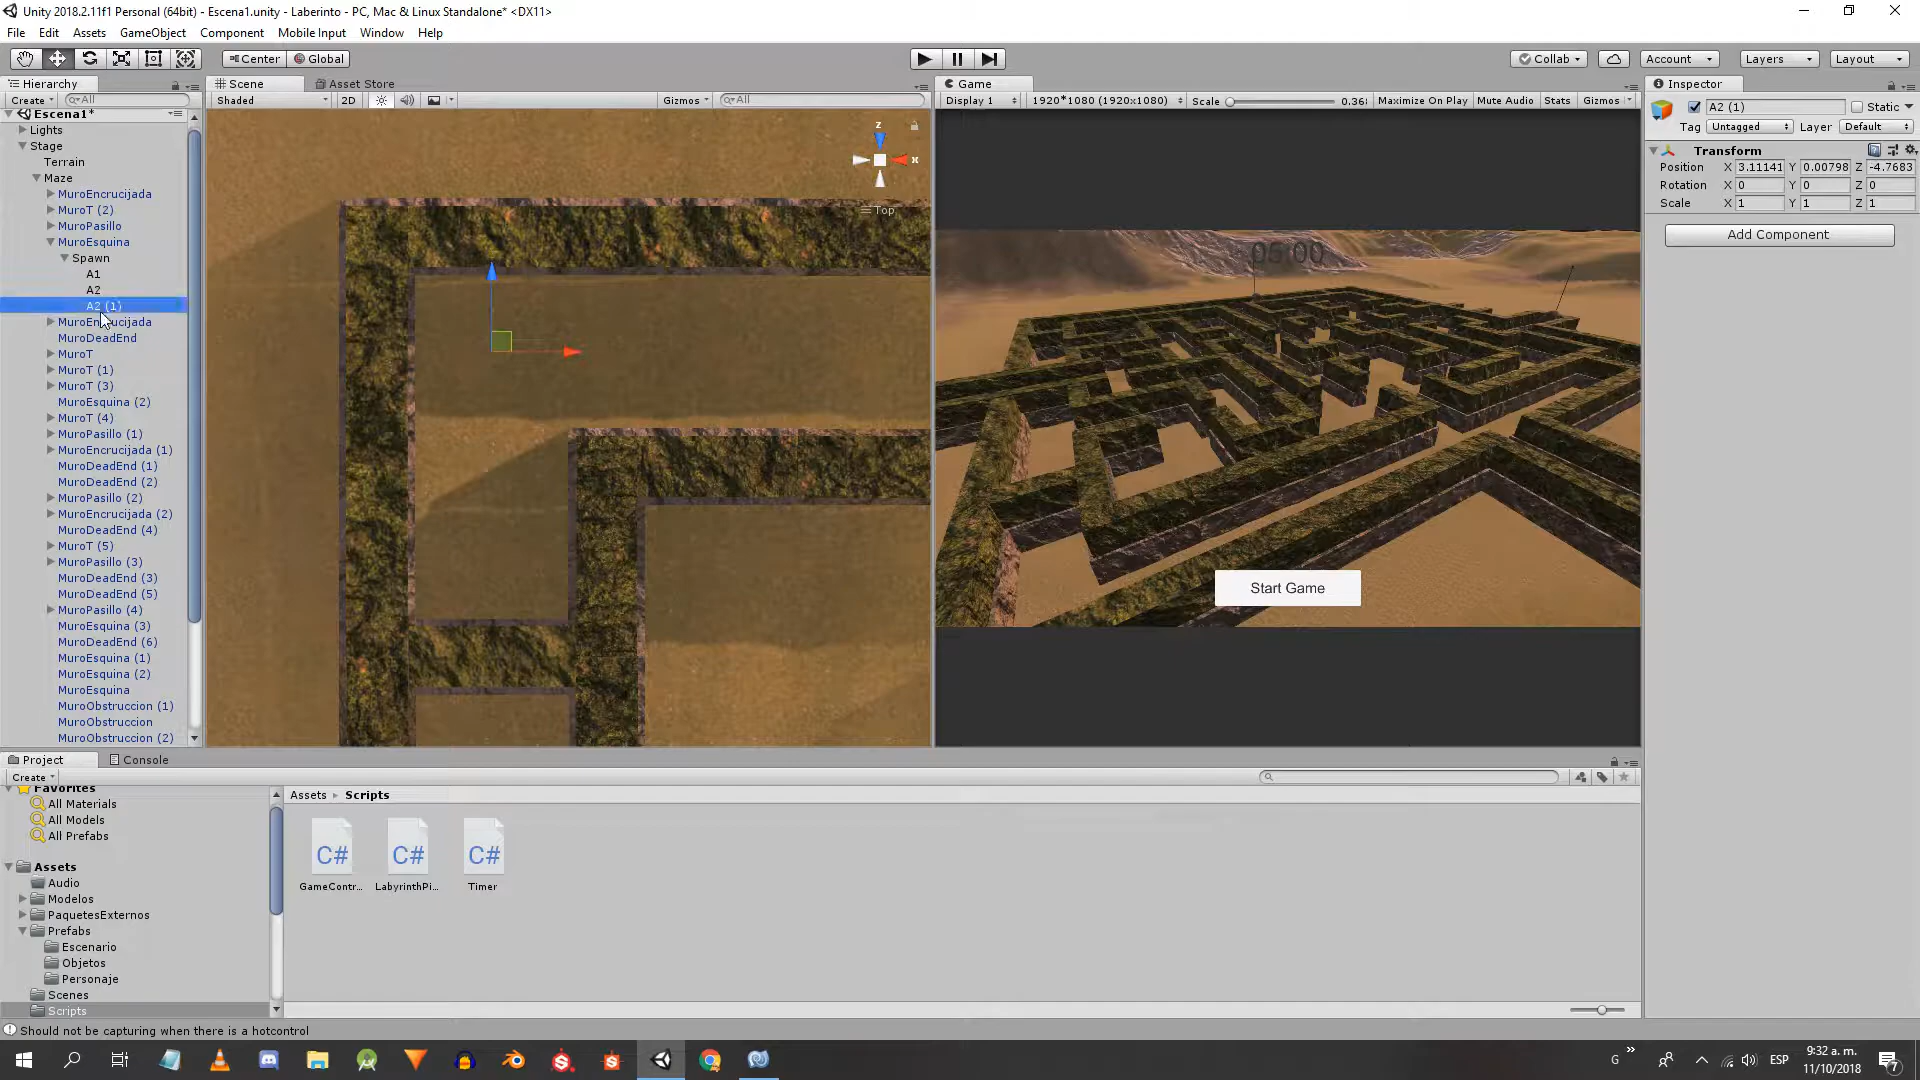 Unity 2018.2.11f1 Personal (64bit) - Escena1.unity - Laberinto - PC, Mac & Linux Standalone* <DX11>
File Edit Assets GameObject Component Mobile Input Window Help
Center Global Collab Account Layers Layout
Hierarchy Scene Asset Store Game Inspector
Create All Shaded 2D Gizmos All Display 1 1920*1080 (1920x1080) Scale 0.36 Maximize On Play Mute Audio Stats Gizmos A2 (1) Static
Tag Untagged Layer Default
Escena1*
Lights
Stage
Terrain
Maze
MuroEncrucijada
MuroT (2)
MuroPasillo
MuroEsquina
Spawn
A1
A2
A2 (1)
MuroEncrucijada
MuroDeadEnd
MuroT
MuroT (1)
MuroT (3)
MuroEsquina (2)
MuroT (4)
MuroPasillo (1)
MuroEncrucijada (1)
MuroDeadEnd (1)
MuroDeadEnd (2)
MuroPasillo (2)
MuroEncrucijada (2)
MuroDeadEnd (4)
MuroT (5)
MuroPasillo (3)
MuroDeadEnd (3)
MuroDeadEnd (5)
MuroPasillo (4)
MuroEsquina (3)
MuroDeadEnd (6)
MuroEsquina (1)
MuroEsquina (2)
MuroEsquina
MuroObstruccion (1)
MuroObstruccion
MuroObstruccion (2)
z
x
Top
05:00
Start Game
Transform
Position X 3.11141 Y 0.00798 Z -4.7683
Rotation X 0 Y 0 Z 0
Scale X 1 Y 1 Z 1
Add Component
Project Console
Create
Favorites
All Materials
All Models
All Prefabs
Assets
Audio
Modelos
PaquetesExternos
Prefabs
Escenario
Objetos
Personaje
Scenes
Scripts
Assets Scripts
C# C# C#
GameContr... LabyrinthPi... Timer
Should not be capturing when there is a hotcontrol
G ESP 9:32 a. m.
11/10/2018
7